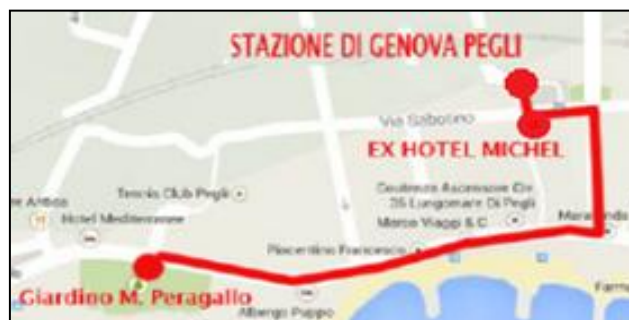 STAZIONE DI GENOVA PEGLI
Via Sabotino
EX HOTEL MICHEL
Tennis Club Pegli
35 Lungomare Di Pegli
Marco Viaggi & C
Hotel Mediterranee
Piacentino Francesco
Giardino M. Peragallo
Albergo Puppo